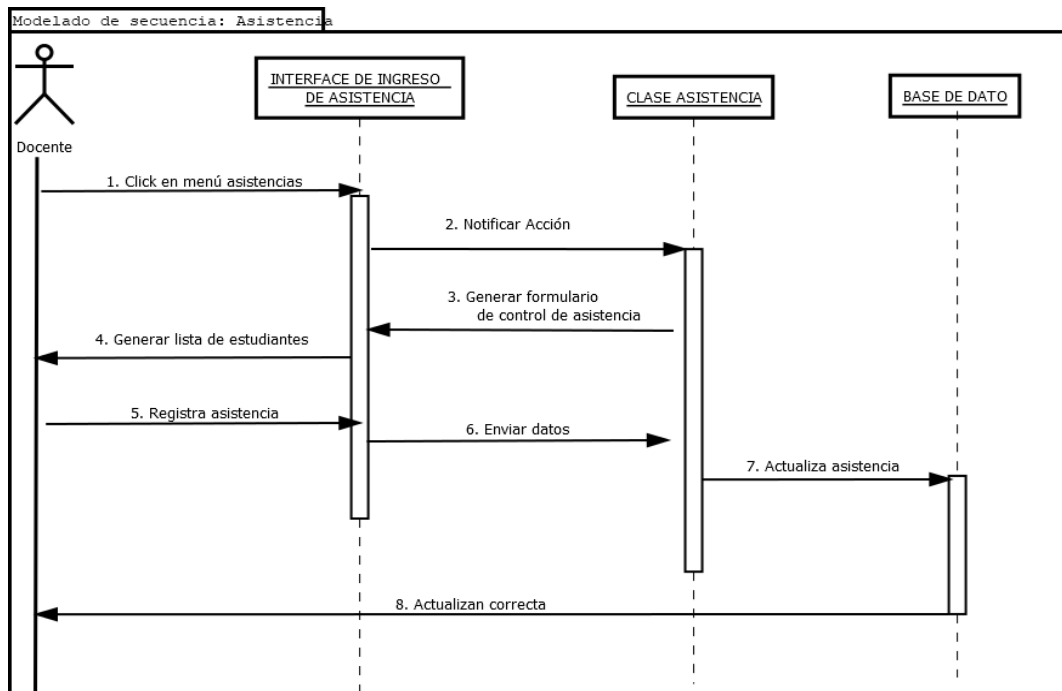 Modelado de secuencia: Asistencia
INTERFACE DE INGRESO
DE ASISTENCIA
CLASE ASISTENCIA
BASE DE DATO
Docente
1. Click en menú asistencias
2. Notificar Acción
3. Generar formulario
de control de asistencia
4. Generar lista de estudiantes
5. Registra asistencia
6. Enviar datos
7. Actualiza asistencia
8. Actualizan correcta